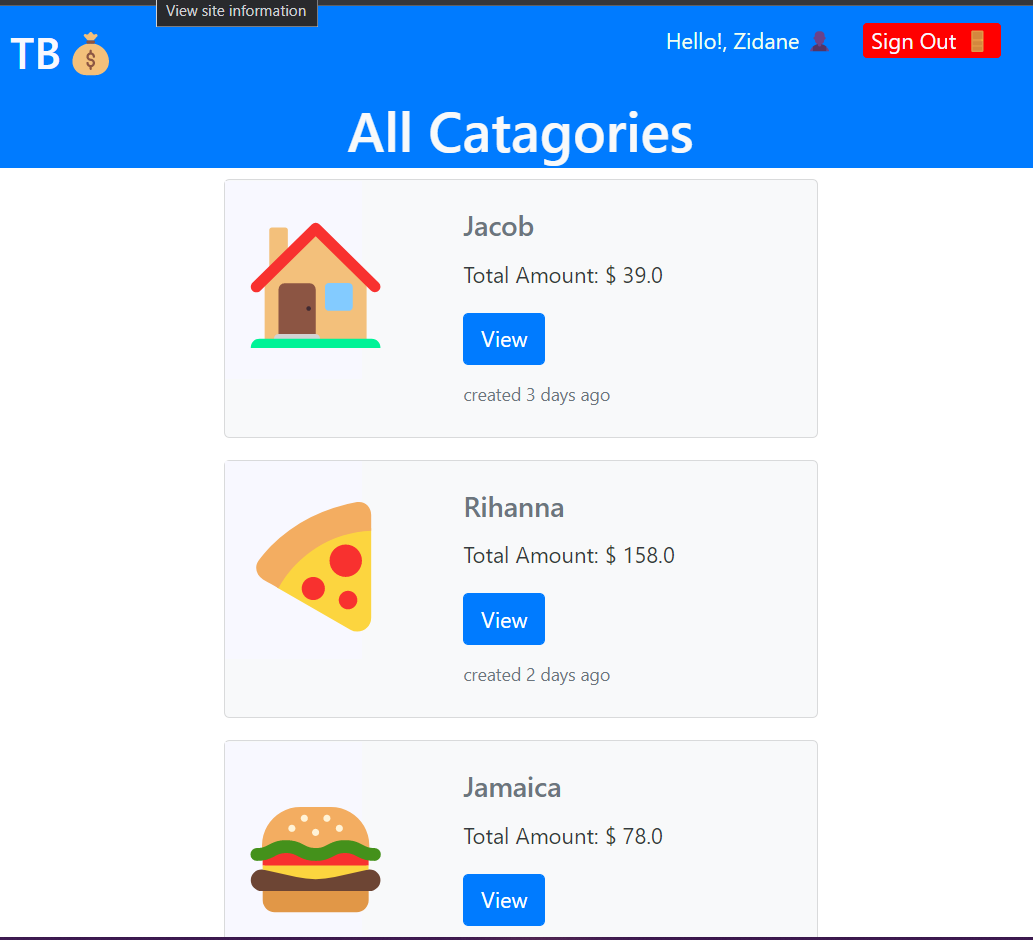 View site information
TB $
Hello!, Zidane
Sign Out
All Catagories
Jacob
Total Amount: $ 39.0
View
created 3 days ago
Rihanna
Total Amount: $ 158.0
View
created 2 days ago
Jamaica
Total Amount: $ 78.0
View